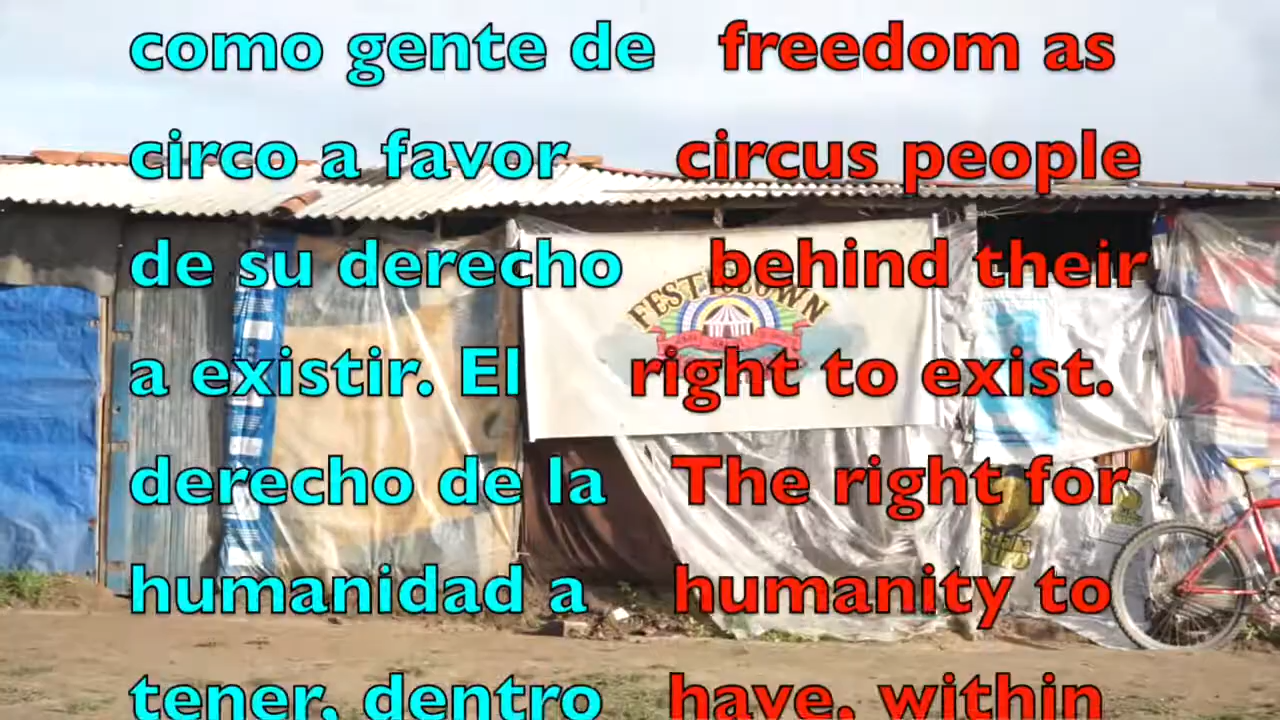 como gente de
circo a favor
de su derecho
a existir. El
derecho de la
humanidad a
tener, dentro
freedom as
circus people
behind their
right to exist.
The right for
humanity to
have, within